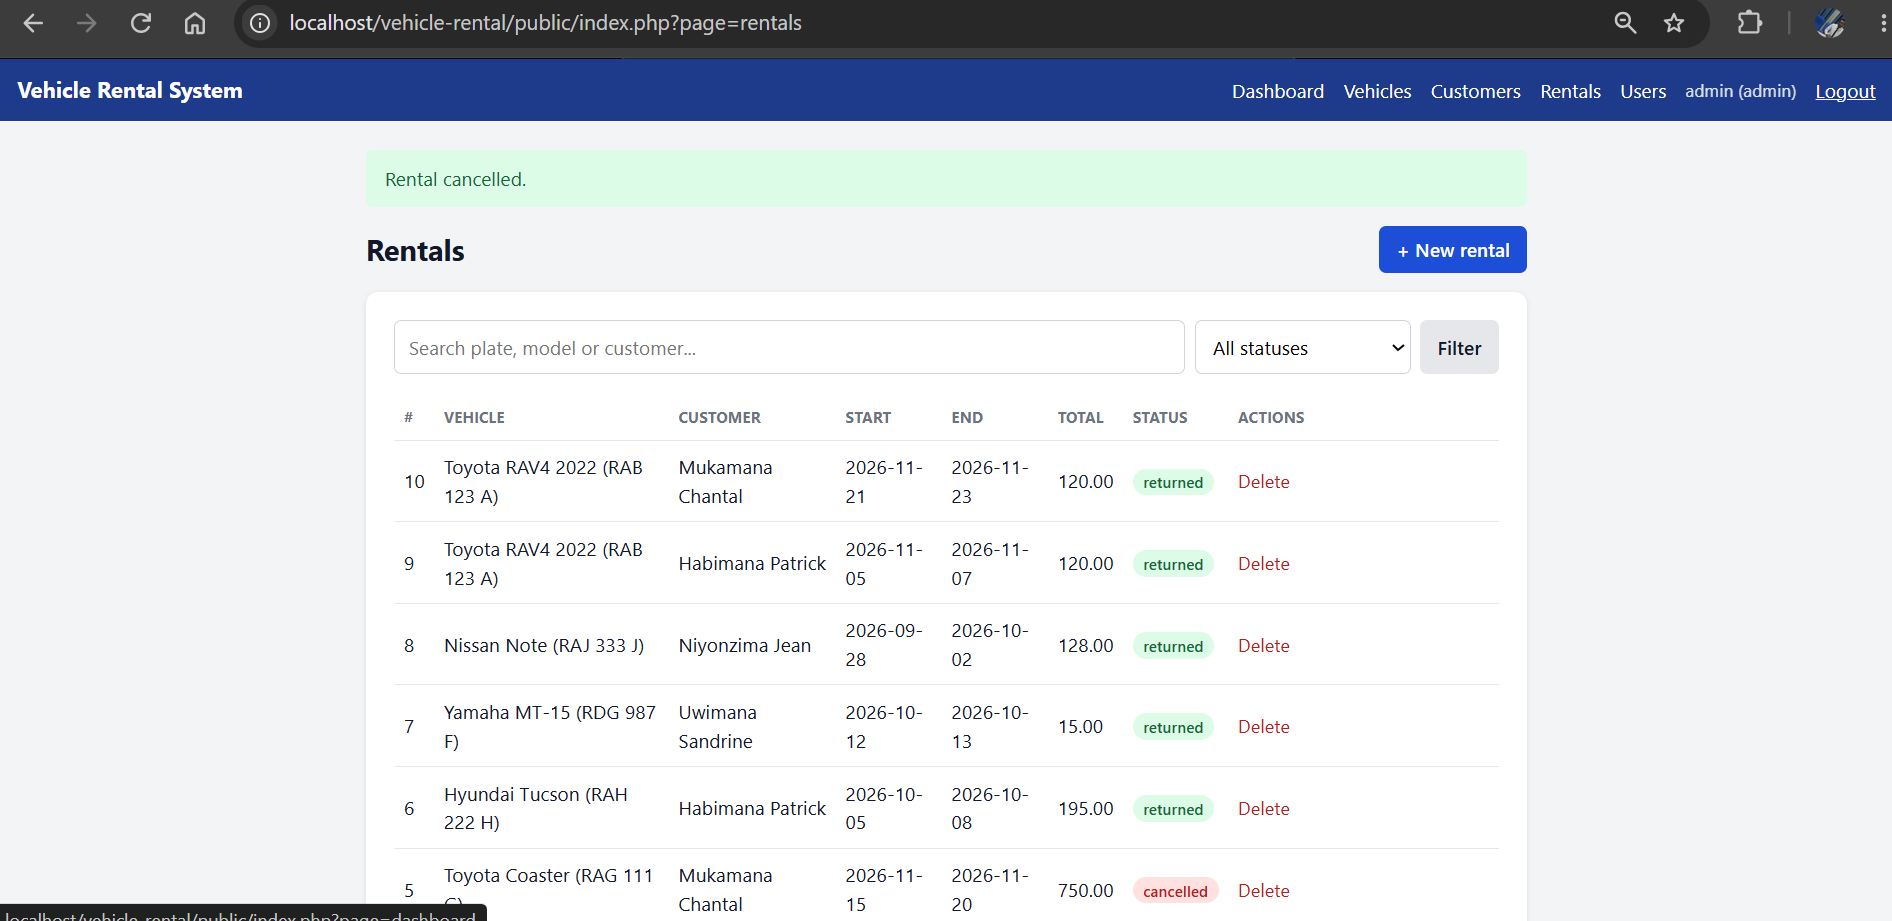 localhost/vehicle-rental/public/index.php?page=rentals
Vehicle Rental System
Dashboard Vehicles Customers Rentals Users admin (admin) Logout
Rental cancelled.
Rentals
+ New rental
Search plate, model or customer...
All statuses
Filter
# VEHICLE CUSTOMER START END TOTAL STATUS ACTIONS
10 Toyota RAV4 2022 (RAB 123 A) Mukamana Chantal 2026-11-21 2026-11-23 120.00 returned Delete
9 Toyota RAV4 2022 (RAB 123 A) Habimana Patrick 2026-11-05 2026-11-07 120.00 returned Delete
8 Nissan Note (RAJ 333 J) Niyonzima Jean 2026-09-28 2026-10-02 128.00 returned Delete
7 Yamaha MT-15 (RDG 987 F) Uwimana Sandrine 2026-10-12 2026-10-13 15.00 returned Delete
6 Hyundai Tucson (RAH 222 H) Habimana Patrick 2026-10-05 2026-10-08 195.00 returned Delete
5 Toyota Coaster (RAG 111 G) Mukamana Chantal 2026-11-15 2026-11-20 750.00 cancelled Delete
localhost/vehicle-rental/public/index.php?page=dashboard